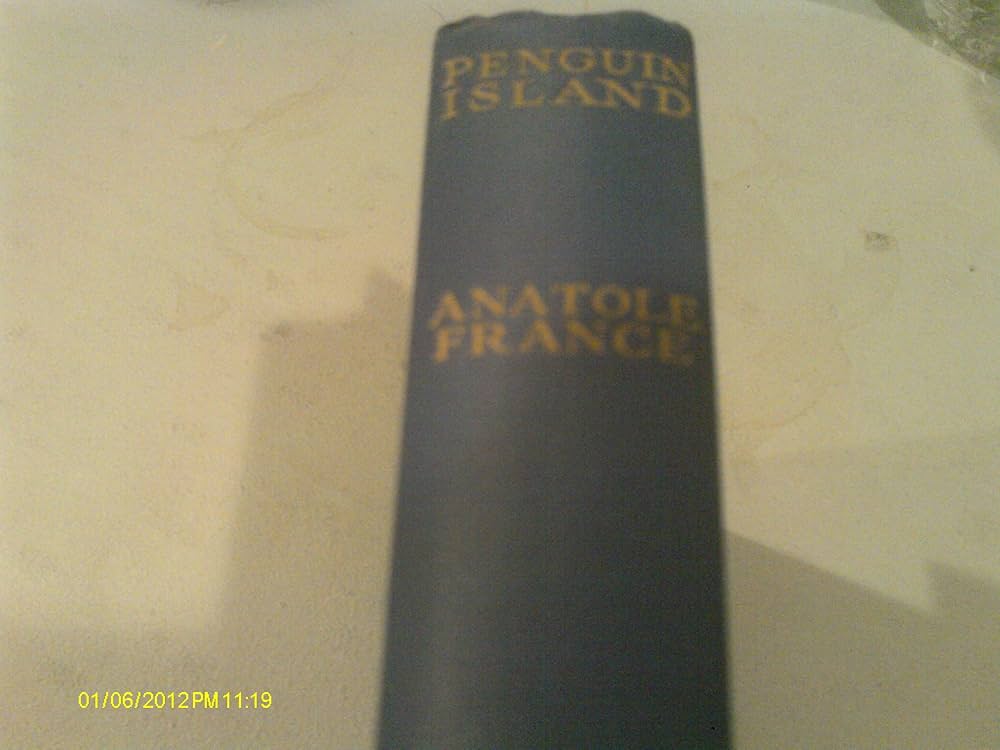 PENGUIN
ISLAND
ANATOLE
FRANCE
01/06/2012PM11:19